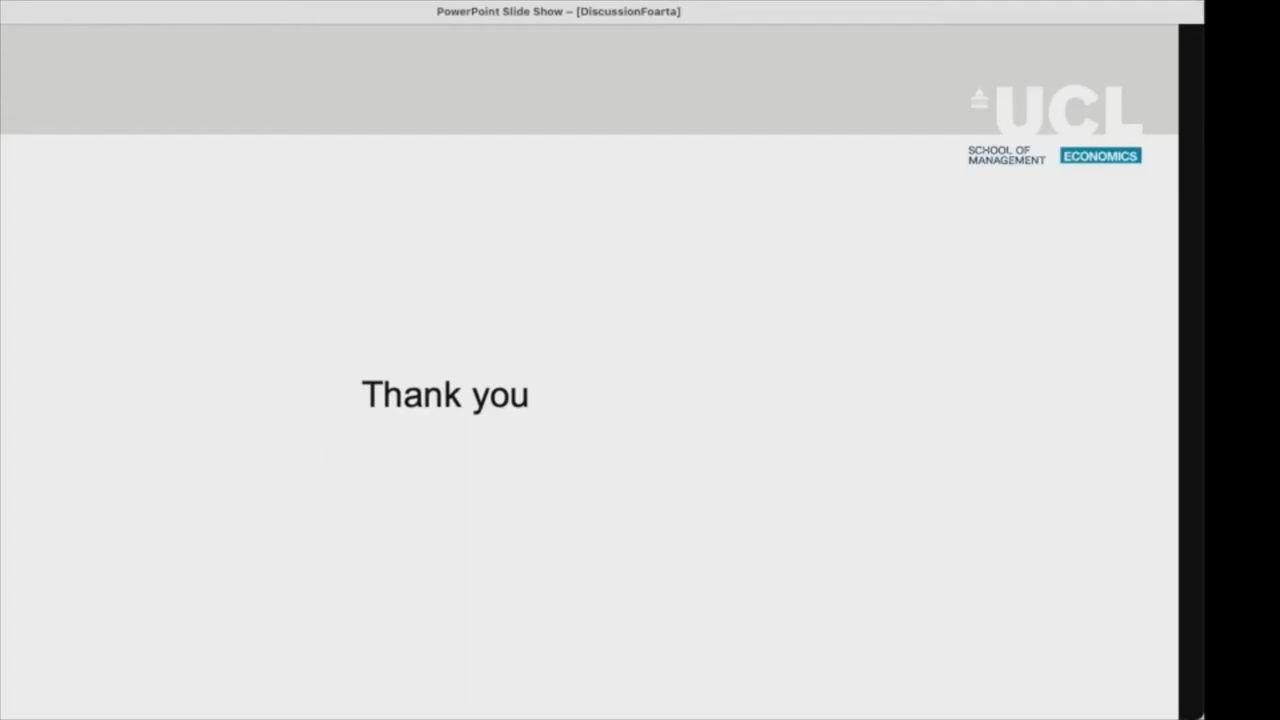 PowerPoint Slide Show – [DiscussionFoarta]
UCL
SCHOOL OF
MANAGEMENT
ECONOMICS
Thank you